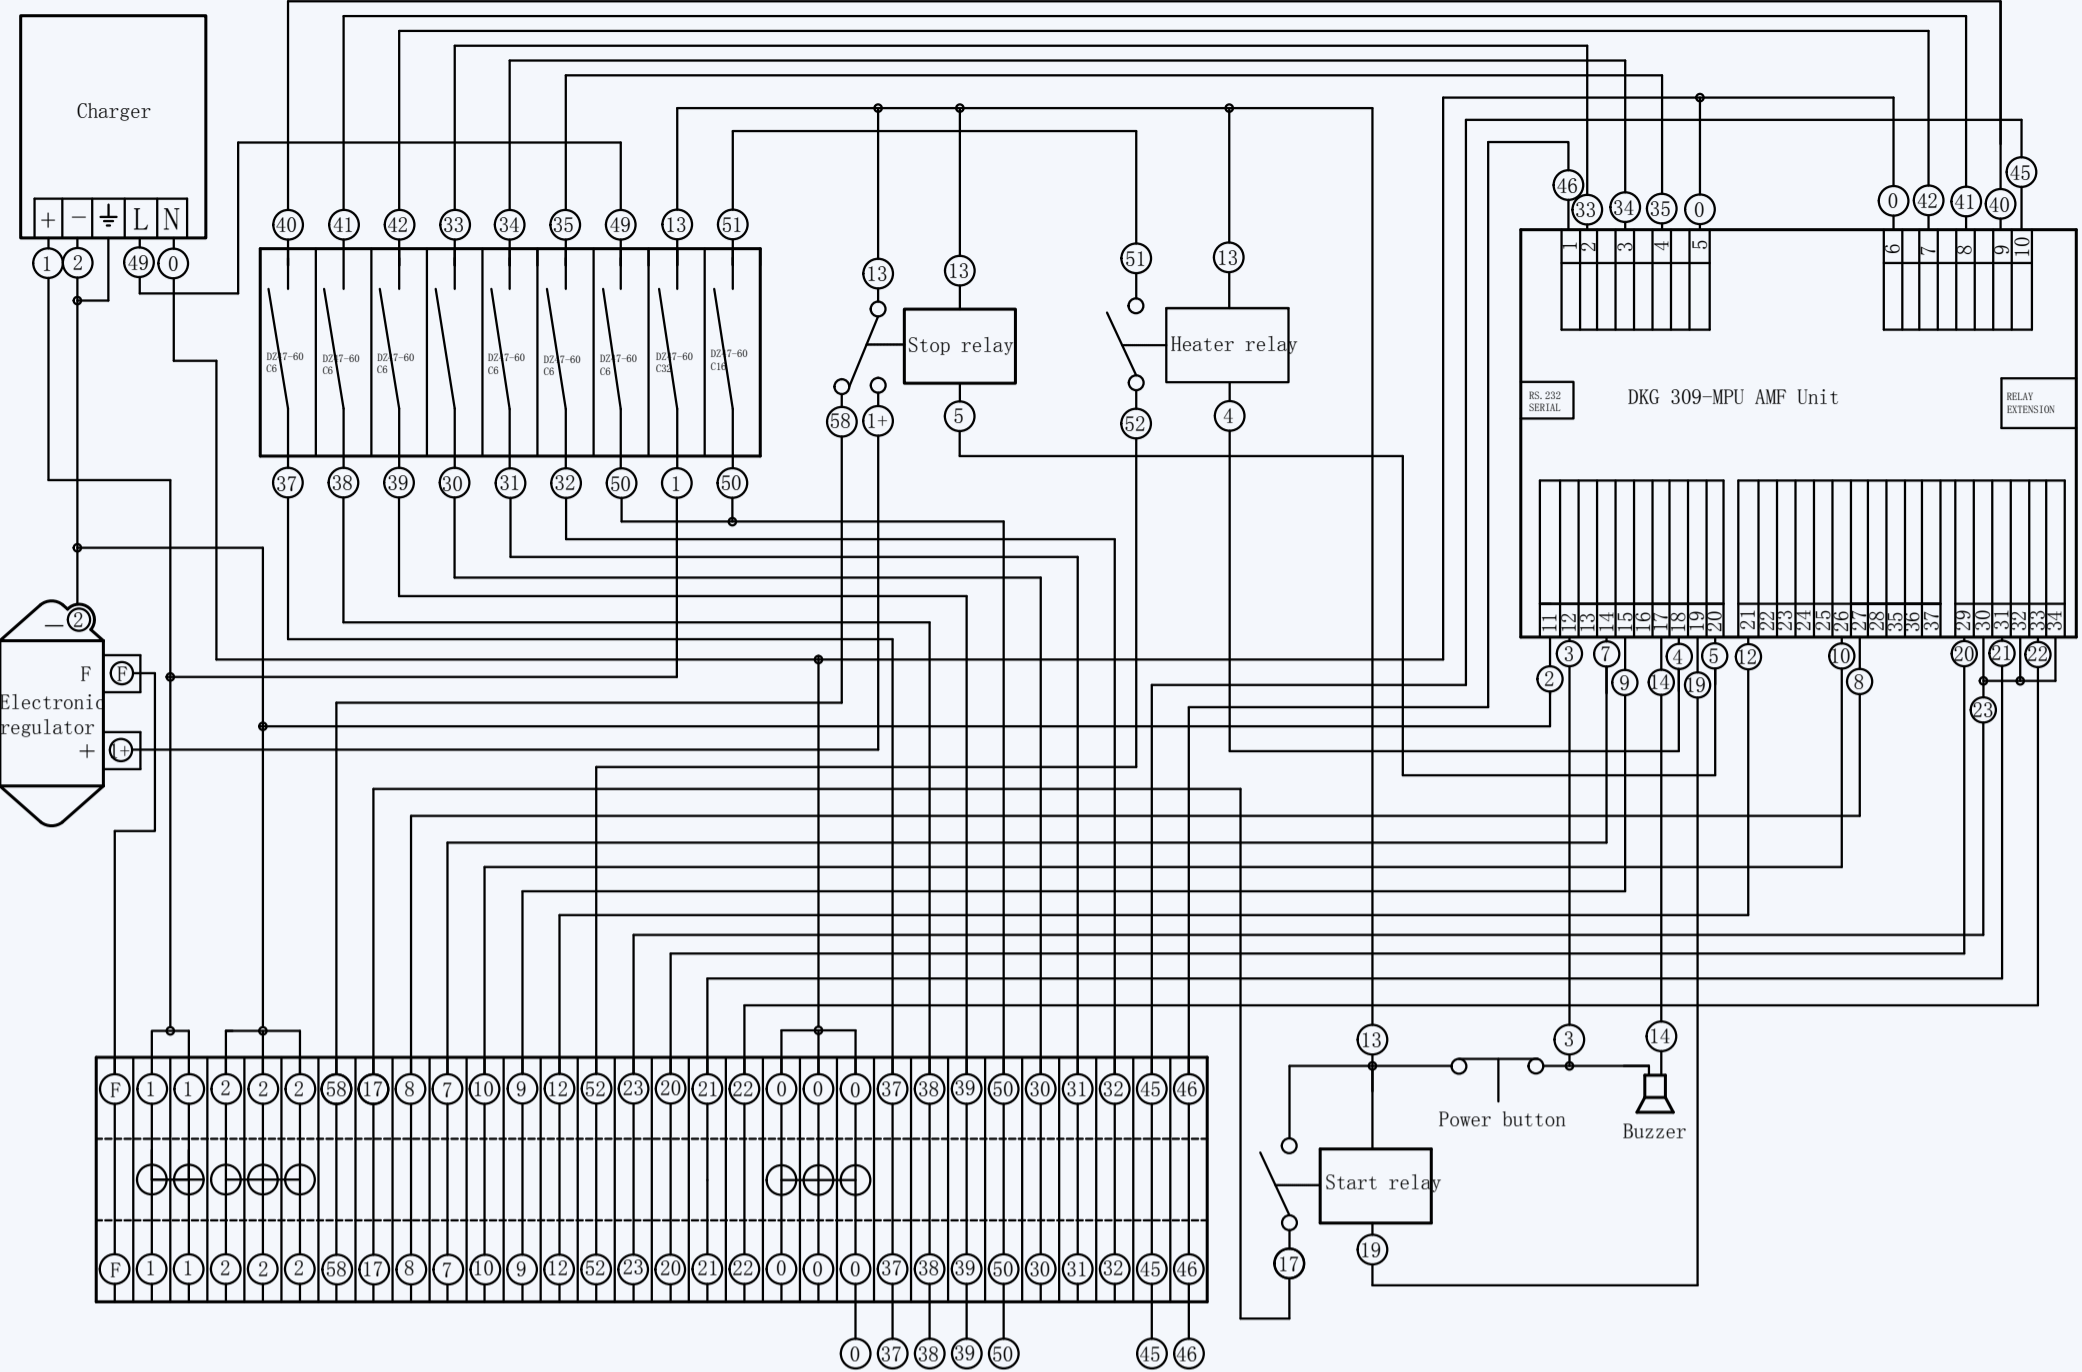 Charger
+ − L N
1 2 49 0
40 41 42 33 34 35 49 13 51
46 33 34 35 0
0 42 41 40 45
1 2 3 4 5
6 7 8 9 10
13 13 51 13
DZ47-60 C6
DZ47-60 C6
DZ47-60 C6
DZ47-60 C6
DZ47-60 C6
DZ47-60 C6
DZ47-60 C32
DZ47-60 C16
Stop relay
Heater relay
58 1+ 5 52 4
RS.232
SERIAL
DKG 309-MPU AMF Unit
RELAY
EXTENSION
37 38 39 30 31 32 50 1 50
11 12 13 14 15 16 17 18 19 20
21 22 23 24 25 26 27 28 35 36 37
29 30 31 32 33 34
2 3 7 9 14 4 19 5 12 10 8 20 23 21 22
− 2
F F
Electronic
regulator
+ 1+
13 3 14
F 1 1 2 2 2 58 17 8 7 10 9 12 52 23 20 21 22 0 0 0 37 38 39 50 30 31 32 45 46
Power button
Buzzer
Start relay
17 19
F 1 1 2 2 2 58 17 8 7 10 9 12 52 23 20 21 22 0 0 0 37 38 39 50 30 31 32 45 46
0 37 38 39 50 45 46